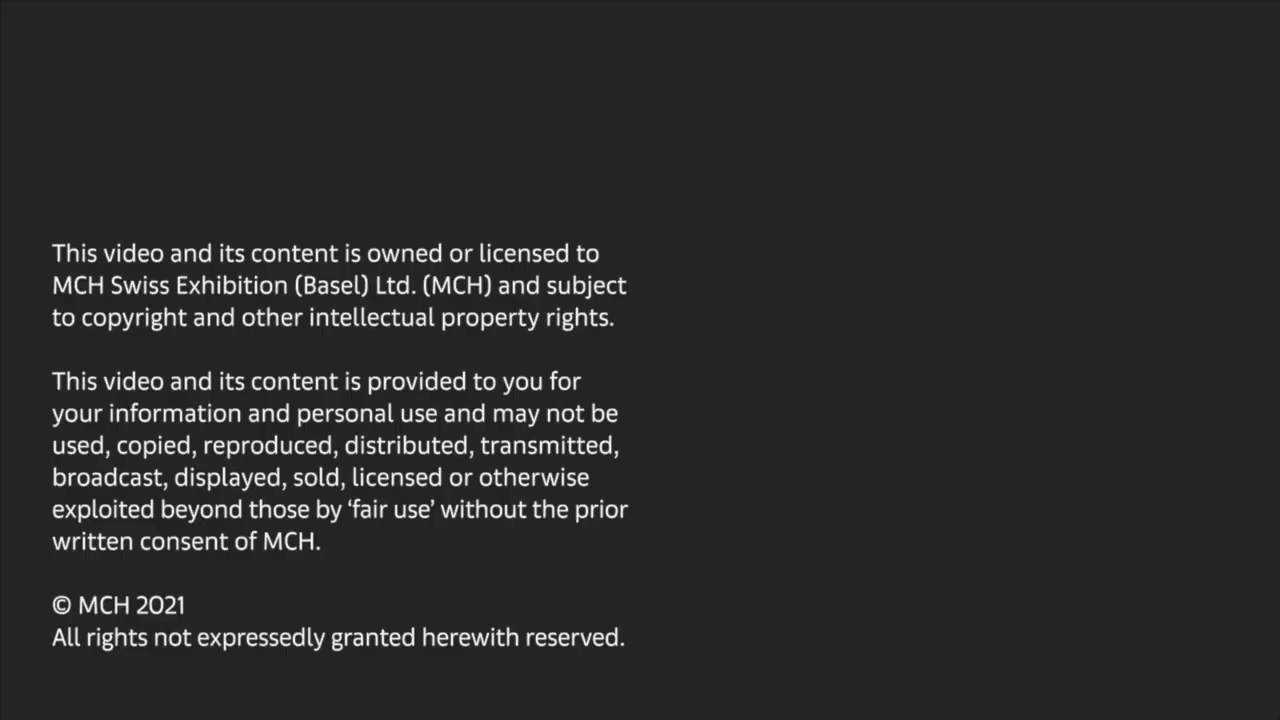 This video and its content is owned or licensed to
MCH Swiss Exhibition (Basel) Ltd. (MCH) and subject
to copyright and other intellectual property rights.
This video and its content is provided to you for
your information and personal use and may not be
used, copied, reproduced, distributed, transmitted,
broadcast, displayed, sold, licensed or otherwise
exploited beyond those by ‘fair use’ without the prior
written consent of MCH.
© MCH 2021
All rights not expressedly granted herewith reserved.